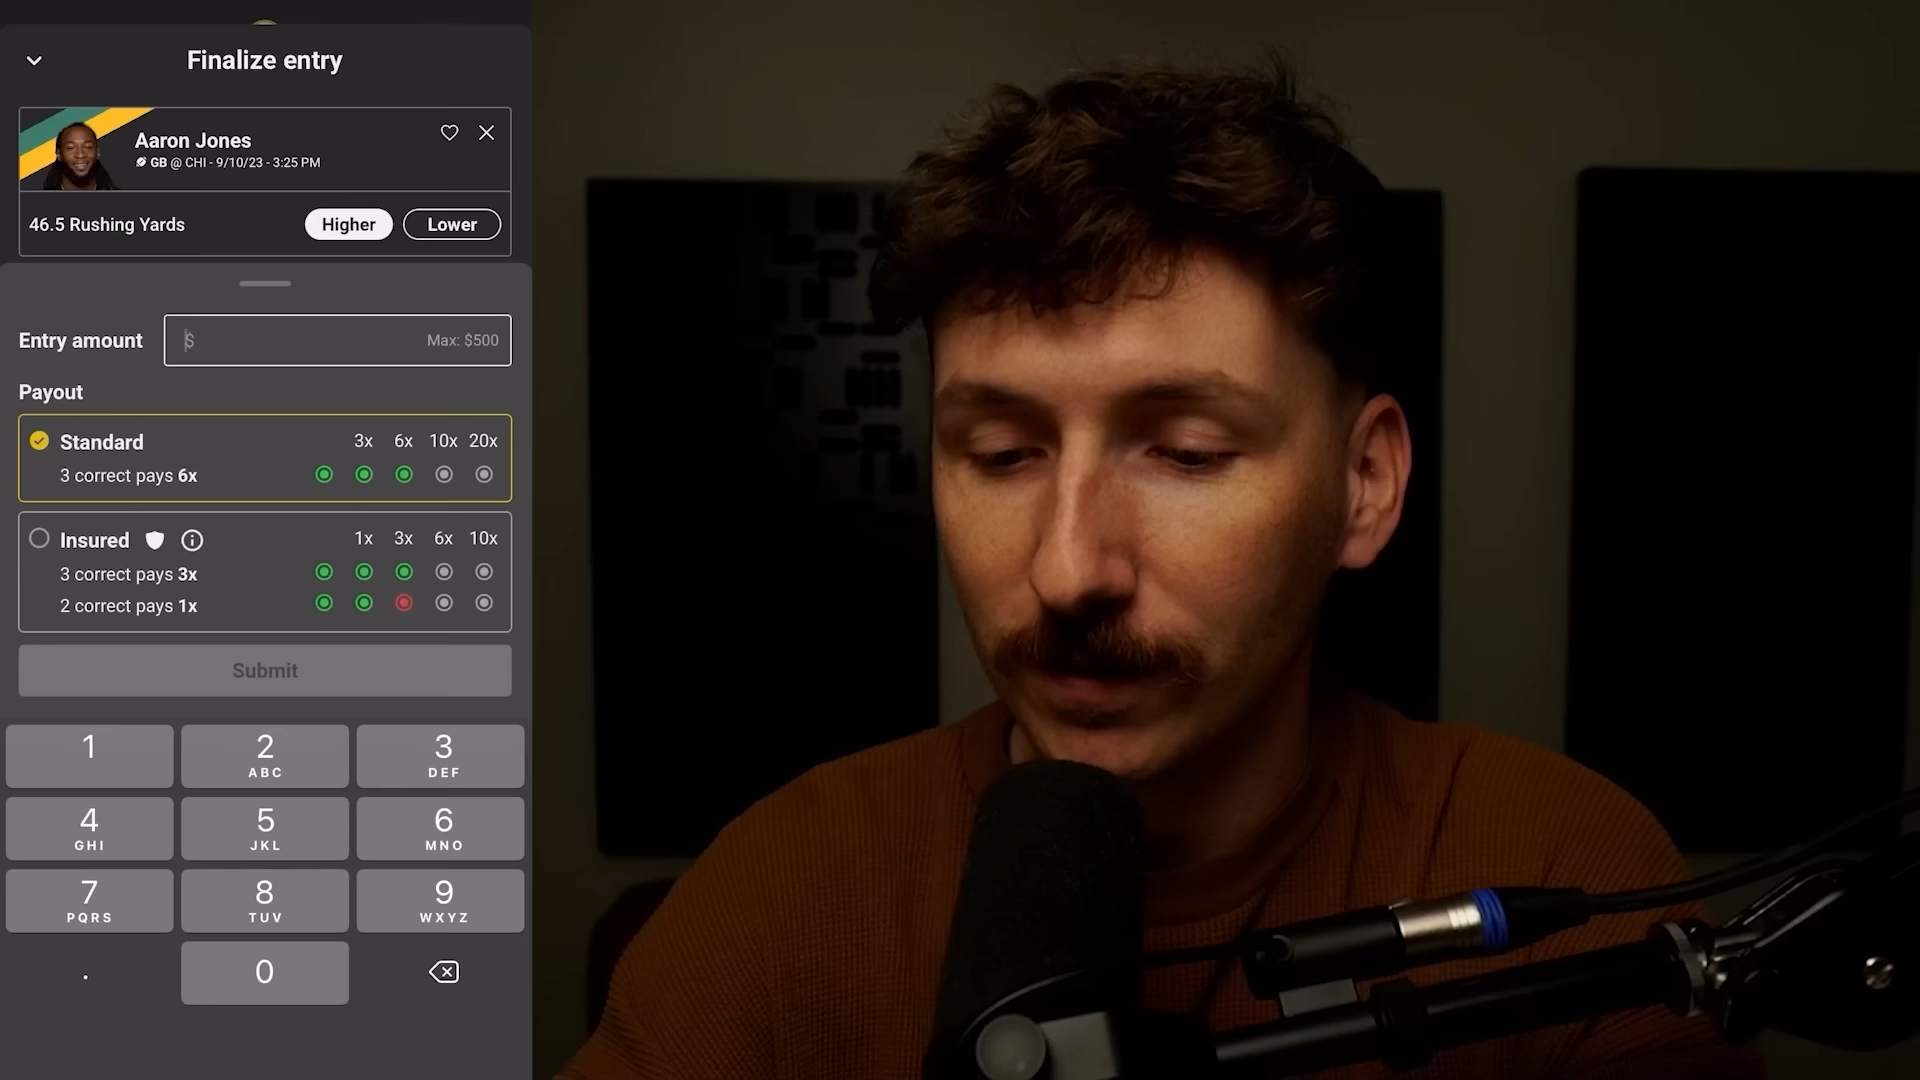 Finalize entry
Aaron Jones
GB @ CHI - 9/10/23 - 3:25 PM
46.5 Rushing Yards
Higher
Lower
Entry amount
$
Max: $500
Payout
Standard
3x 6x 10x 20x
3 correct pays 6x
Insured
1x 3x 6x 10x
3 correct pays 3x
2 correct pays 1x
Submit
1 2 3
ABC DEF
4 5 6
GHI JKL MNO
7 8 9
PQRS TUV WXYZ
. 0